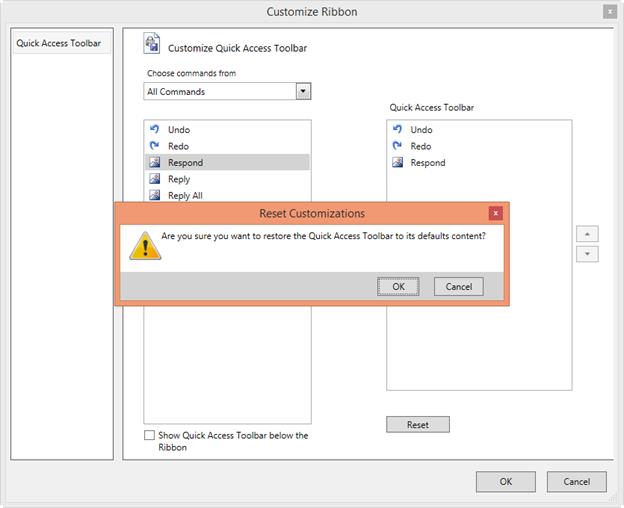 Customize Ribbon
x
Quick Access Toolbar
Customize Quick Access Toolbar
Choose commands from
All Commands
Quick Access Toolbar
Undo
Redo
Respond
Reply
Reply All
Undo
Redo
Respond
Reset Customizations
x
Are you sure you want to restore the Quick Access Toolbar to its defaults content?
OK
Cancel
Reset
Show Quick Access Toolbar below the
Ribbon
OK
Cancel